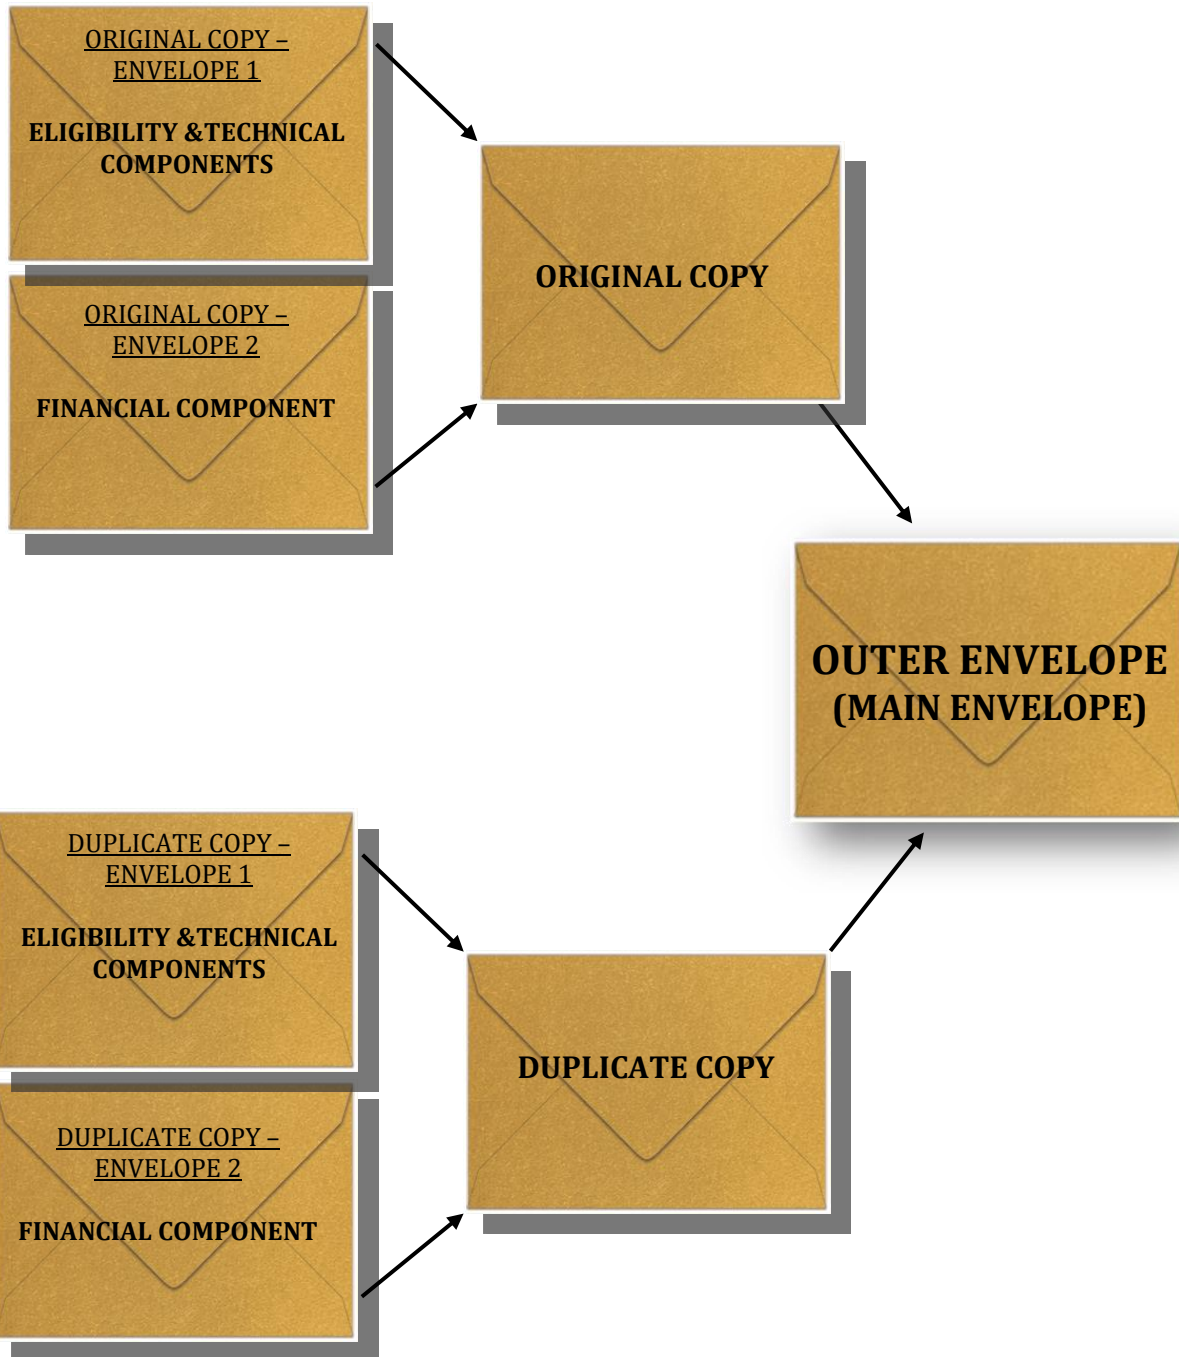 ORIGINAL COPY –
ENVELOPE 1
ELIGIBILITY &TECHNICAL
COMPONENTS
ORIGINAL COPY –
ENVELOPE 2
FINANCIAL COMPONENT
ORIGINAL COPY
OUTER ENVELOPE
(MAIN ENVELOPE)
DUPLICATE COPY –
ENVELOPE 1
ELIGIBILITY &TECHNICAL
COMPONENTS
DUPLICATE COPY –
ENVELOPE 2
FINANCIAL COMPONENT
DUPLICATE COPY